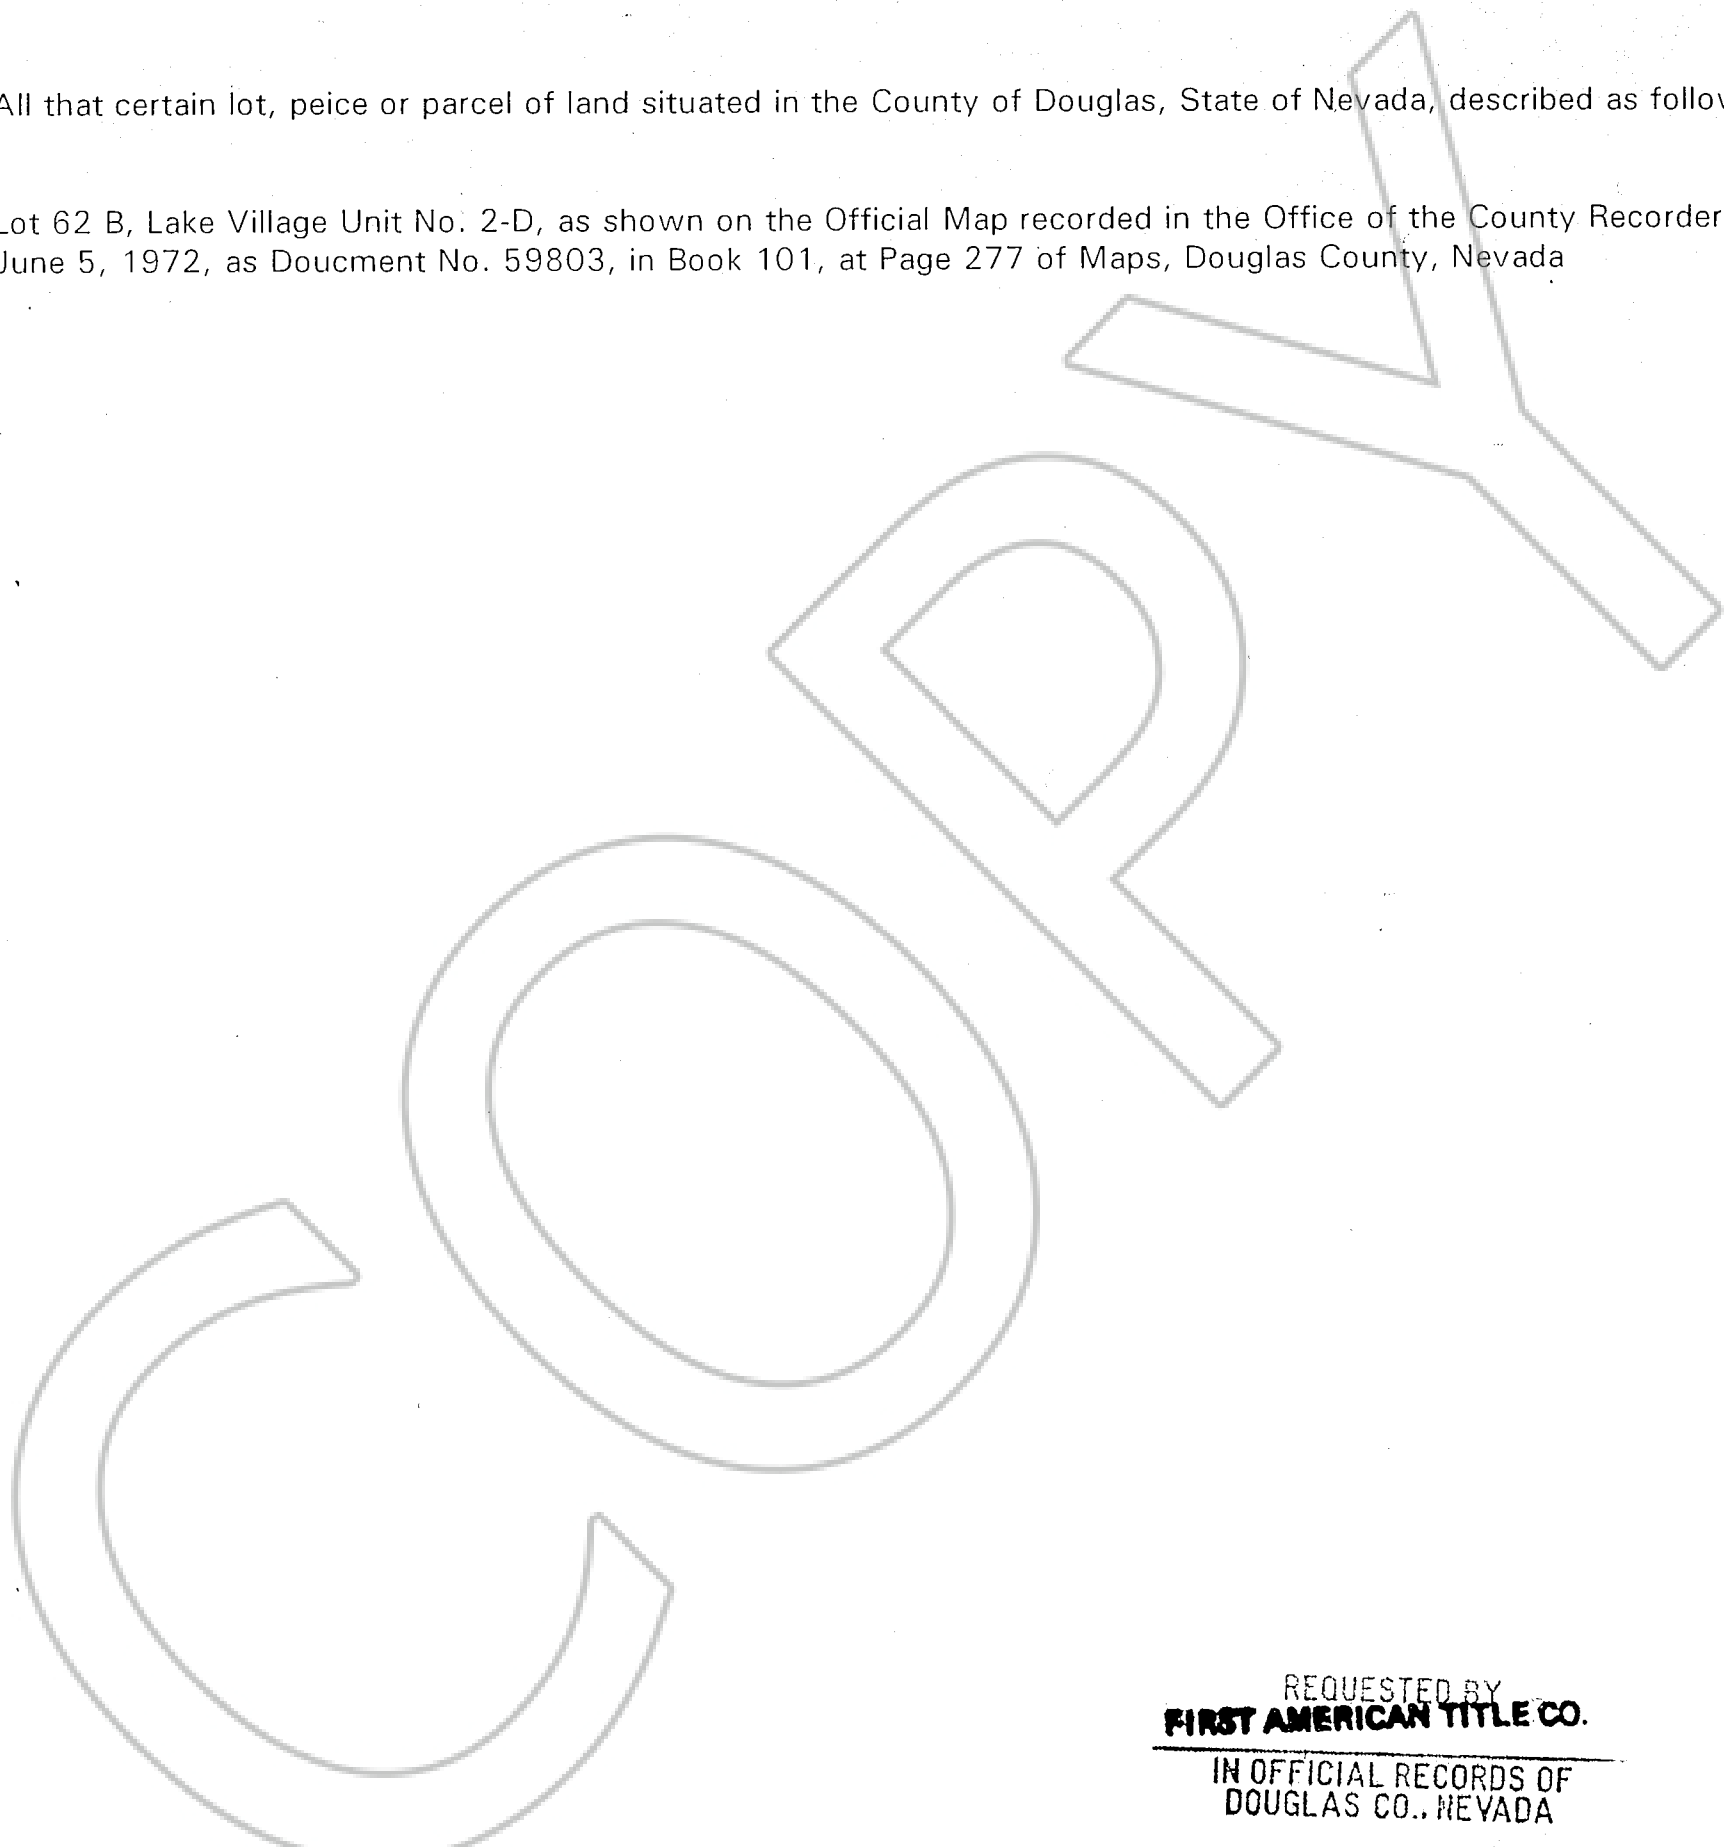 All that certain lot, peice or parcel of land situated in the County of Douglas, State of Nevada, described as
Lot 62 B, Lake Village Unit No. 2-D, as shown on the Official Map recorded in the Office of the County Recorder
June 5, 1972, as Doucment No. 59803, in Book 101, at Page 277 of Maps, Douglas County, Nevada
COPY
REQUESTED BY
FIRST AMERICAN TITLE CO.
IN OFFICIAL RECORDS OF
DOUGLAS CO., NEVADA